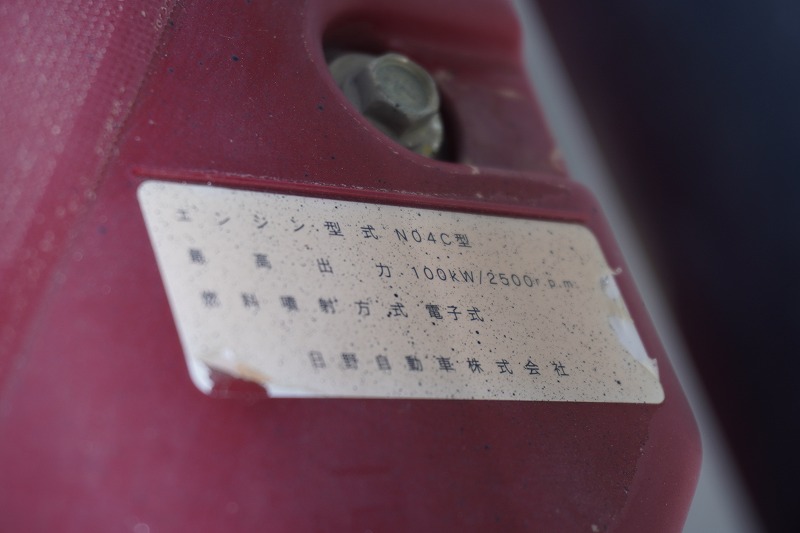 エンジン型式 N04C型
最高出力 100kW/2500r.p.m.
燃料噴射方式 電子式
日野自動車株式会社